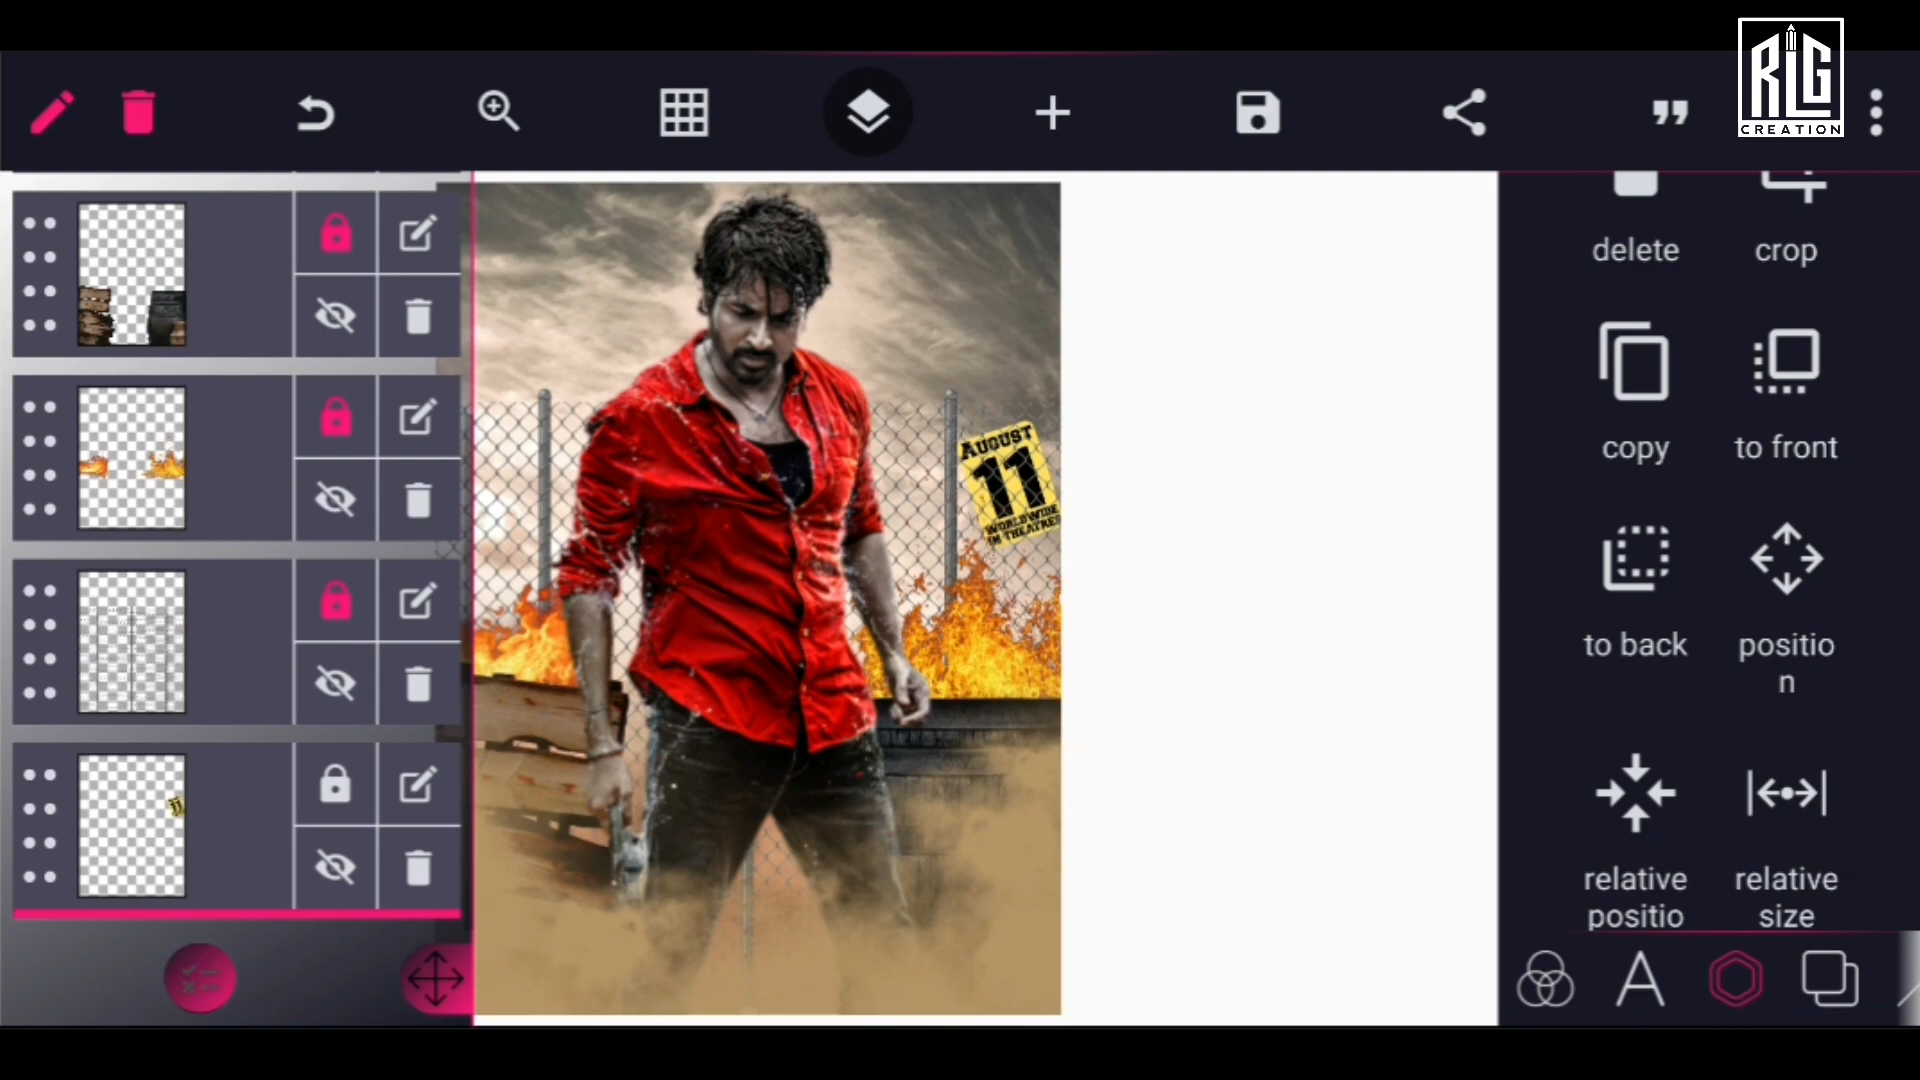 RLG
CREATION
delete
crop
copy
to front
to back
positio
n
relative
positio
relative
size
AUGUST
11
WORLDWIDE
IN THEATRES